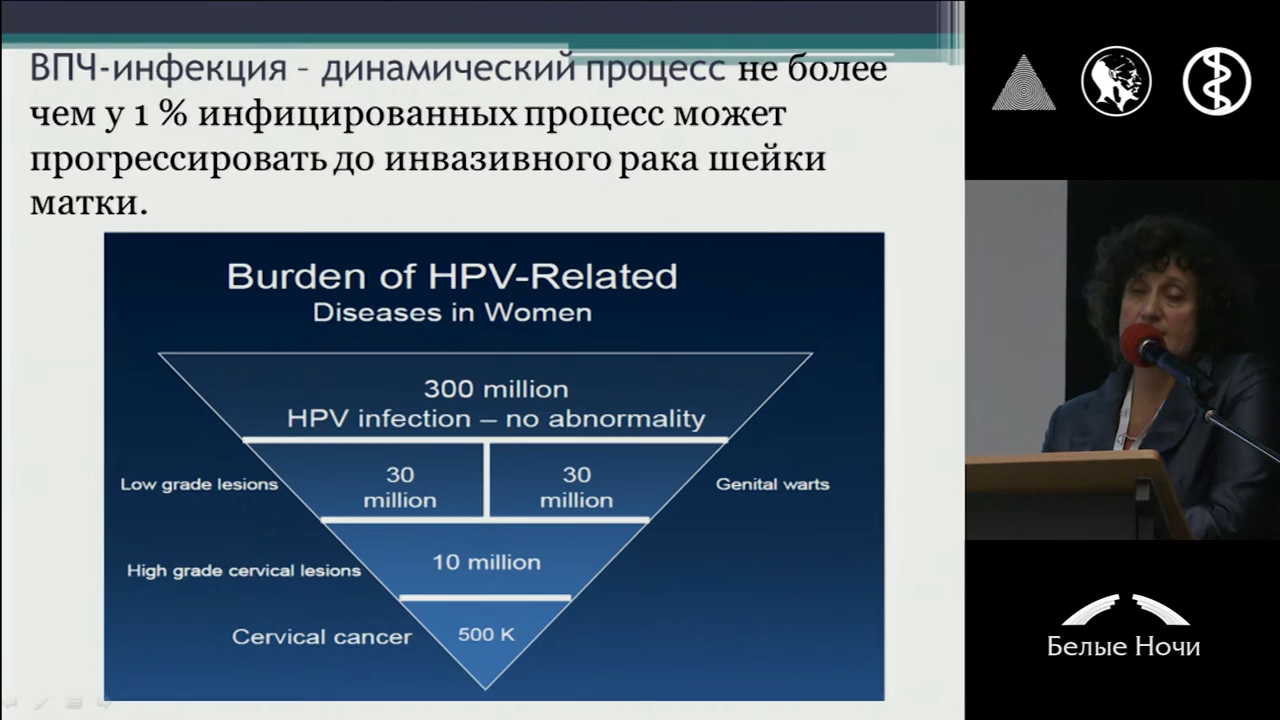 ВПЧ-инфекция – динамический процесс не более
чем у 1 % инфицированных процесс может
прогрессировать до инвазивного рака шейки
матки.
Burden of HPV-Related
Diseases in Women
300 million
HPV infection – no abnormality
Low grade lesions
30
million
30
million
Genital warts
High grade cervical lesions
10 million
Cervical cancer
500 K
Белые Ночи